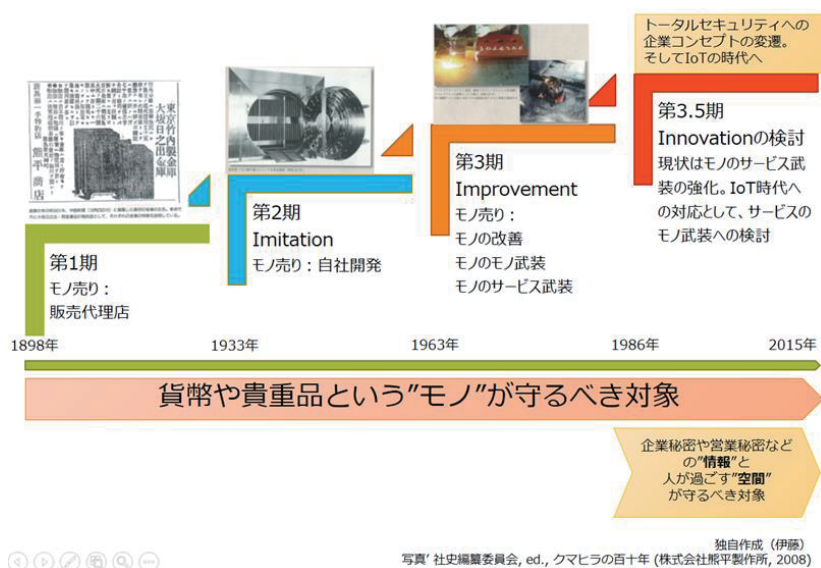 トータルセキュリティへの
企業コンセプトの変遷。
そしてIoTの時代へ
東京竹内製金庫
大坂日之出金庫
熊平商店
第1期
モノ売り：
販売代理店
第2期
Imitation
モノ売り：自社開発
第3期
Improvement
モノ売り：
モノの改善
モノのモノ武装
モノのサービス武装
第3.5期
Innovationの検討
現状はモノのサービス武
装の強化。IoT時代へ
の対応として、サービスの
モノ武装への検討
1898年
1933年
1963年
1986年
2015年
貨幣や貴重品という”モノ”が守るべき対象
企業秘密や営業秘密など
の”情報”と
人が過ごす”空間”
が守るべき対象
独自作成（伊藤）
写真’ 社史編纂委員会, ed., クマヒラの百十年 (株式会社熊平製作所, 2008)